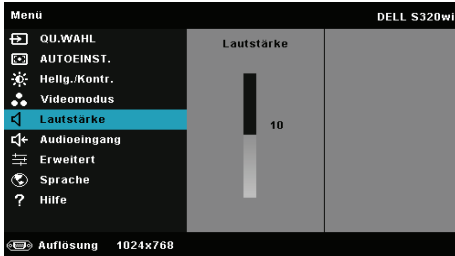 Menü DELL S320wi
QU.WAHL
AUTOEINST.
Hellg./Kontr.
Videomodus
Lautstärke
Audioeingang
Erweitert
Sprache
? Hilfe
Lautstärke
10
Auflösung 1024x768